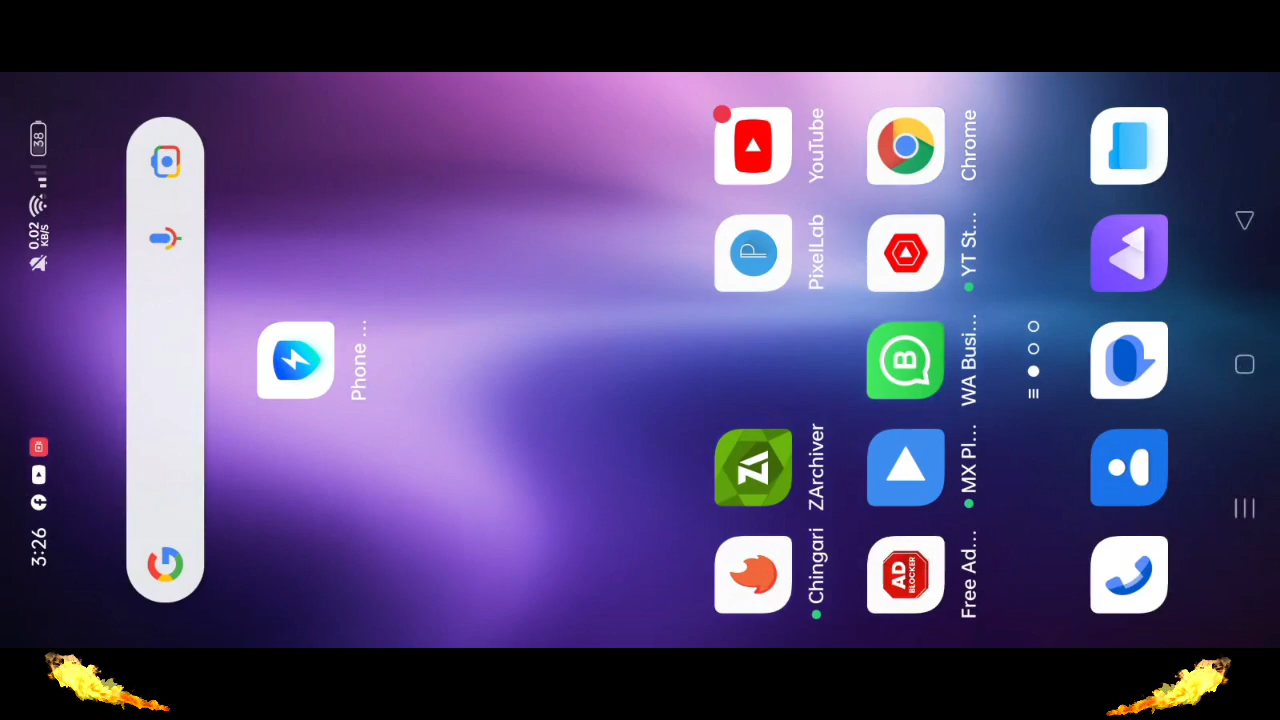 3:26
0.02
KB/S
38
Phone ...
Chingari
ZArchiver
PixelLab
YouTube
AD
BLOCKER
B
Free Ad...
MX Pl...
WA Busi...
YT St...
Chrome